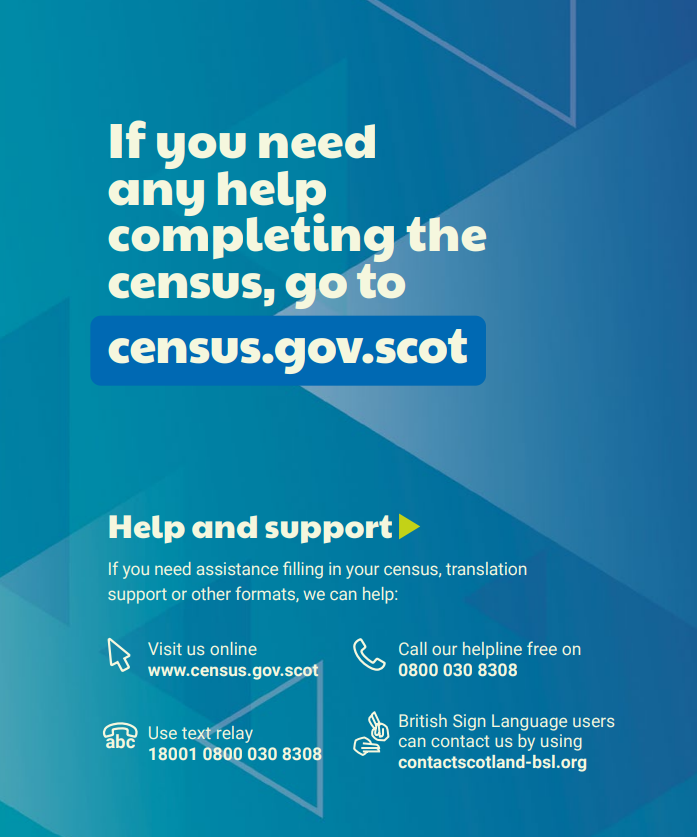 If you need
any help
completing the
census, go to
census.gov.scot
Help and support
If you need assistance filling in your census, translation
support or other formats, we can help:
Visit us online
www.census.gov.scot
Call our helpline free on
0800 030 8308
abc
Use text relay
18001 0800 030 8308
British Sign Language users
can contact us by using
contactscotland-bsl.org